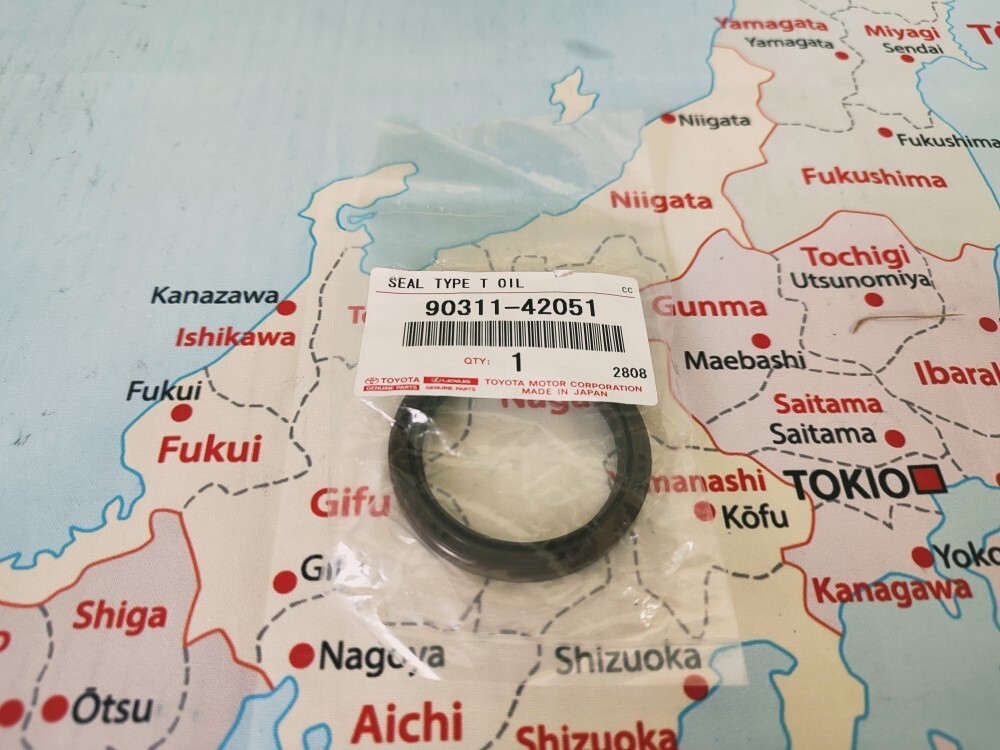 Yamagata
Yamagata
Miyagi
Sendai
Niigata
Fukushima
Niigata
Fukushima
Tochigi
Utsunomiya
Kanazawa
Ishikawa
SEAL TYPE T OIL
CC
90311-42051
QTY: 1
2808
TOYOTA
GENUINE PARTS
LEXUS
GENUINE PARTS
TOYOTA MOTOR CORPORATION
MADE IN JAPAN
Gunma
Maebashi
Fukui
Fukui
Saitama
Saitama
TOKIO
Gifu
Kōfu
Kanagawa
Shiga
Nagoya
Shizuoka
Ōtsu
Aichi
Shizuoka